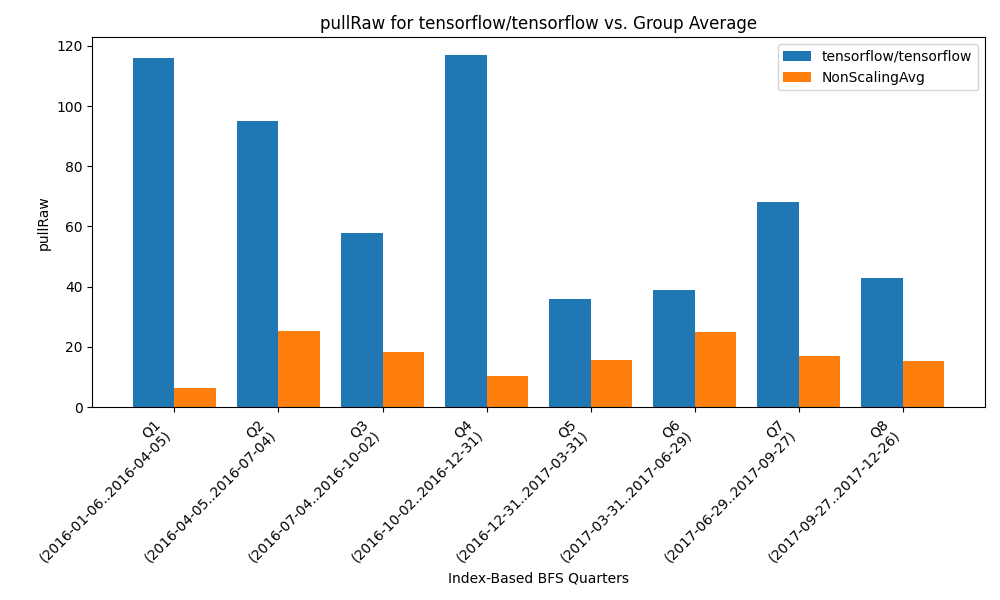 pullRaw for tensorflow/tensorflow vs. Group Average
tensorflow/tensorflow
NonScalingAvg
pullRaw
120
100
80
60
40
20
0
Q1
(2016-01-06..2016-04-05)
Q2
(2016-04-05..2016-07-04)
Q3
(2016-07-04..2016-10-02)
Q4
(2016-10-02..2016-12-31)
Q5
(2016-12-31..2017-03-31)
Q6
(2017-03-31..2017-06-29)
Q7
(2017-06-29..2017-09-27)
Q8
(2017-09-27..2017-12-26)
Index-Based BFS Quarters